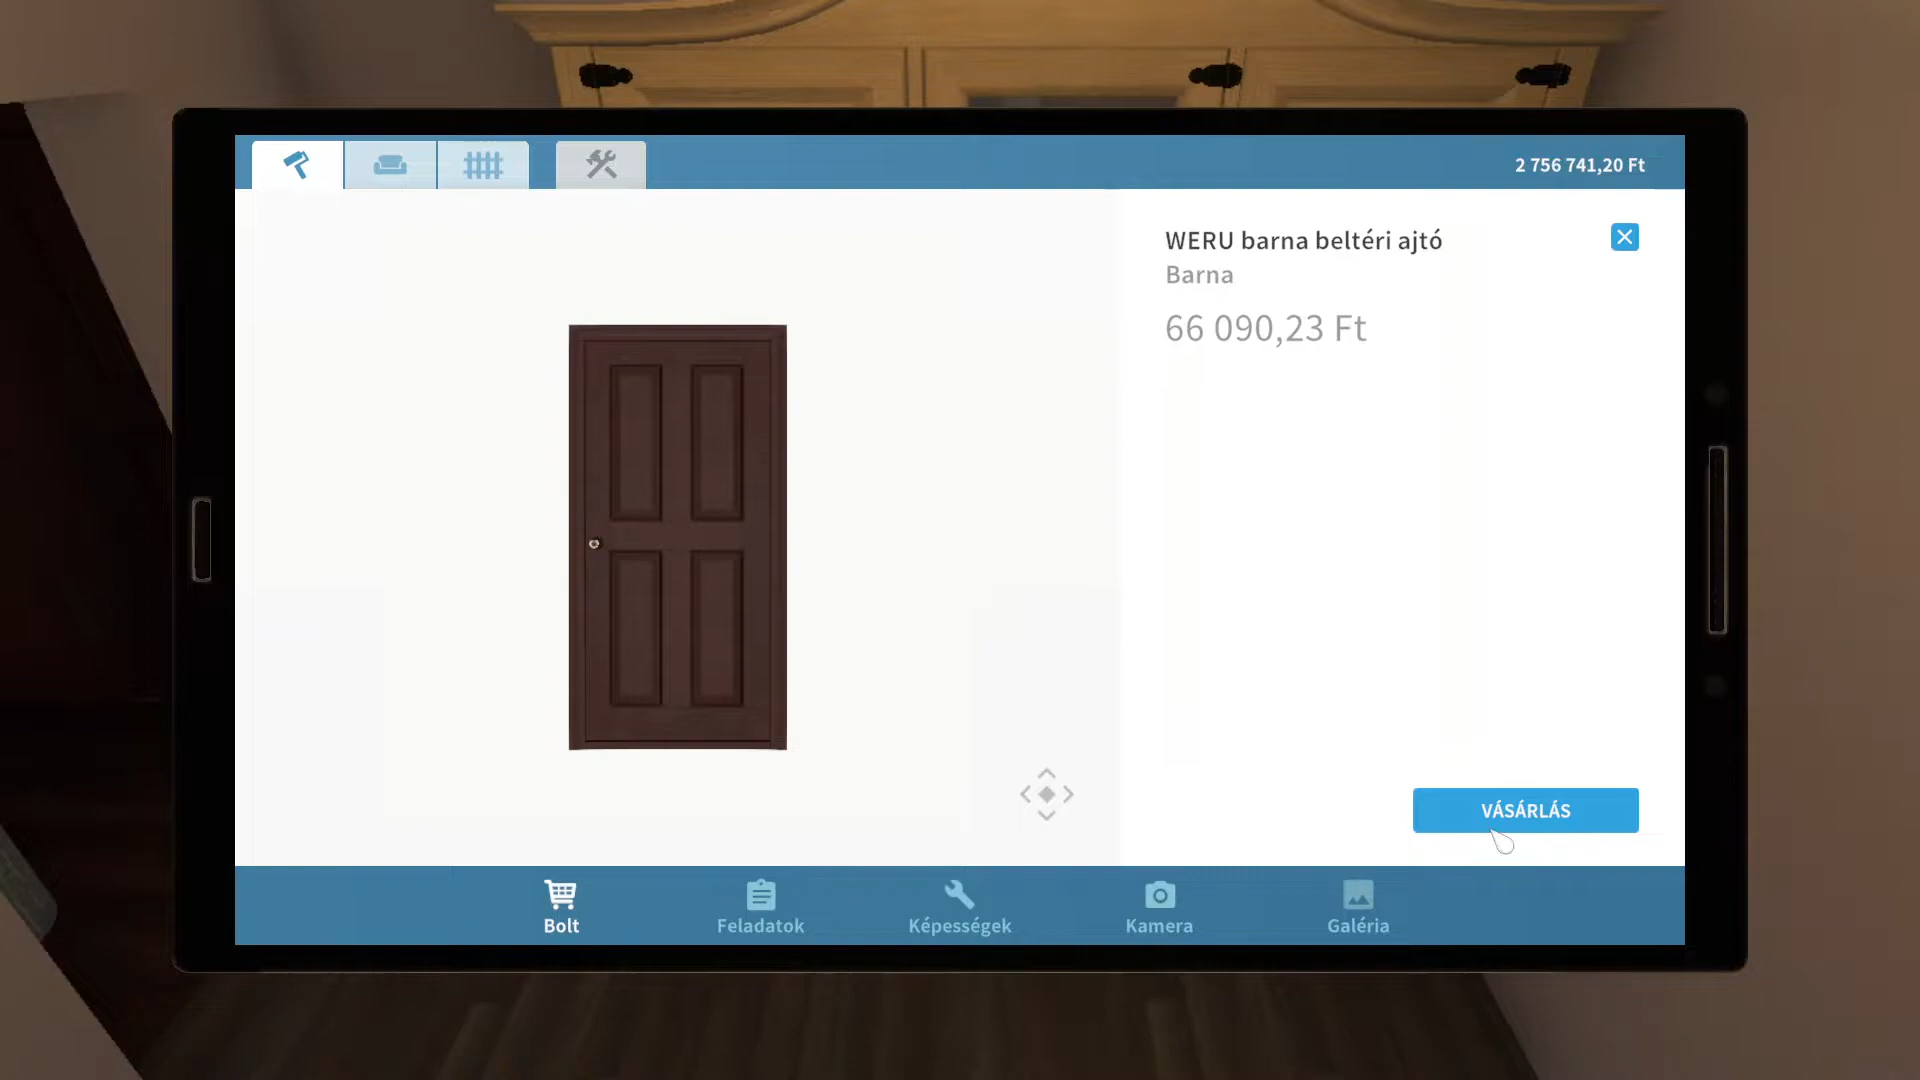 2 756 741,20 Ft
WERU barna beltéri ajtó
Barna
66 090,23 Ft
VÁSÁRLÁS
Bolt
Feladatok
Képességek
Kamera
Galéria